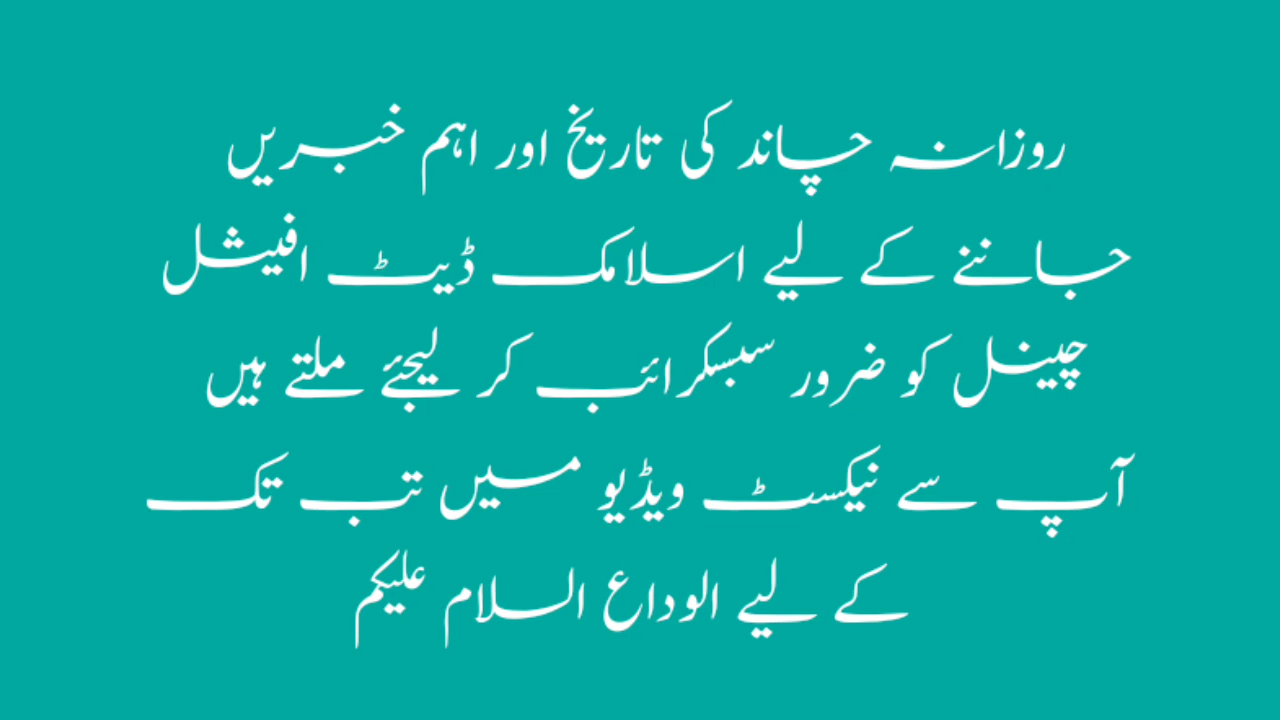 روزانہ چاند کی تاریخ اور اہم خبریں
جاننے کے لیے اسلامک ڈیٹ افیشل
چینل کو ضرور سبسکرائب کر لیجئے ملتے ہیں
آپ سے نیکسٹ ویڈیو میں تب تک
کے لیے الوداع السلام علیکم